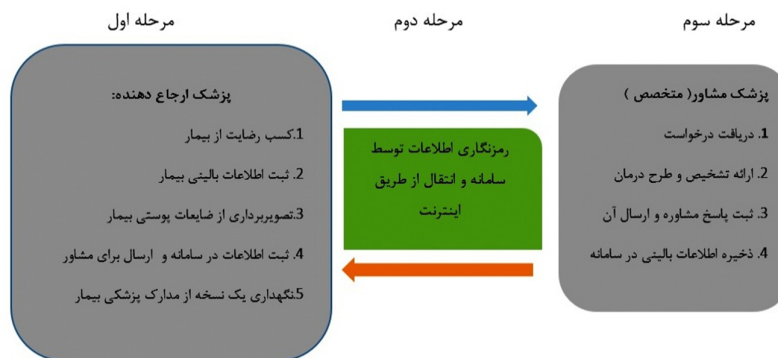 مرحله اول
مرحله دوم
مرحله سوم
پزشک ارجاع دهنده:
1.کسب رضایت از بیمار
2. ثبت اطلاعات بالینی بیمار
3.تصویربرداری از ضایعات پوستی بیمار
4. ثبت اطلاعات در سامانه و ارسال برای مشاور
5.نگهداری یک نسخه از مدارک پزشکی بیمار
رمزنگاری اطلاعات توسط
سامانه و انتقال از طریق
اینترنت
پزشک مشاور( متخصص )
1. دریافت درخواست
2. ارائه تشخیص و طرح درمان
3. ثبت پاسخ مشاوره و ارسال آن
4. ذخیره اطلاعات بالینی در سامانه